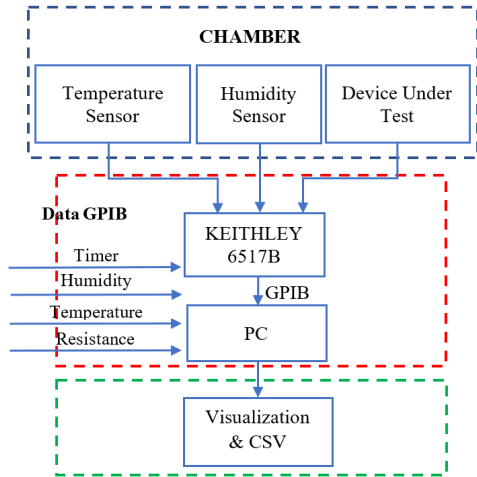 CHAMBER
Temperature
Sensor
Humidity
Sensor
Device Under
Test
Data GPIB
KEITHLEY
6517B
Timer
Humidity
GPIB
Temperature
Resistance
PC
Visualization
& CSV